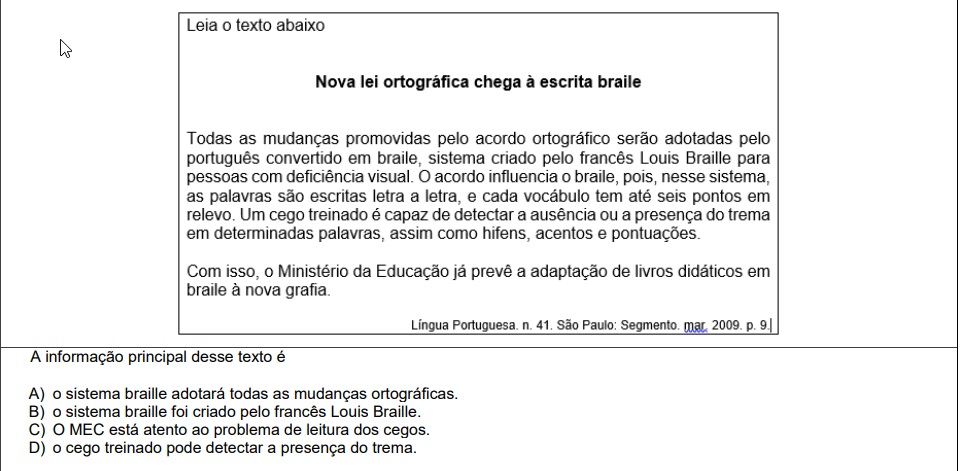 Leia o texto abaixo
Nova lei ortográfica chega à escrita braile
Todas as mudanças promovidas pelo acordo ortográfico serão adotadas pelo
português convertido em braile, sistema criado pelo francês Louis Braille para
pessoas com deficiência visual. O acordo influencia o braile, pois, nesse sistema,
as palavras são escritas letra a letra, e cada vocábulo tem até seis pontos em
relevo. Um cego treinado é capaz de detectar a ausência ou a presença do trema
em determinadas palavras, assim como hifens, acentos e pontuações.
Com isso, o Ministério da Educação já prevê a adaptação de livros didáticos em
braile à nova grafia.
Língua Portuguesa. n. 41. São Paulo: Segmento. mar. 2009. p. 9.
A informação principal desse texto é
A) o sistema braille adotará todas as mudanças ortográficas.
B) o sistema braille foi criado pelo francês Louis Braille.
C) O MEC está atento ao problema de leitura dos cegos.
D) o cego treinado pode detectar a presença do trema.